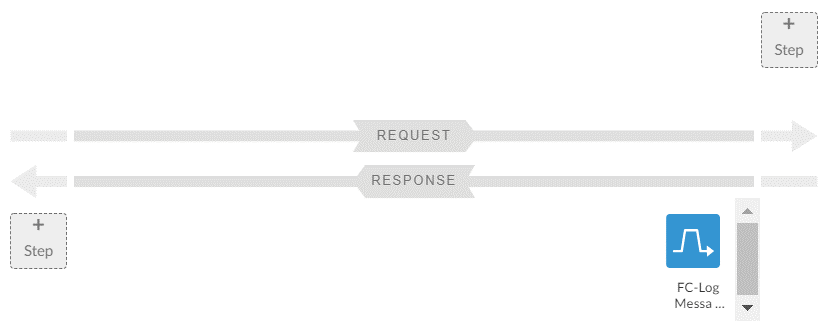 +
Step
REQUEST
RESPONSE
+
Step
FC-Log
Messa ...